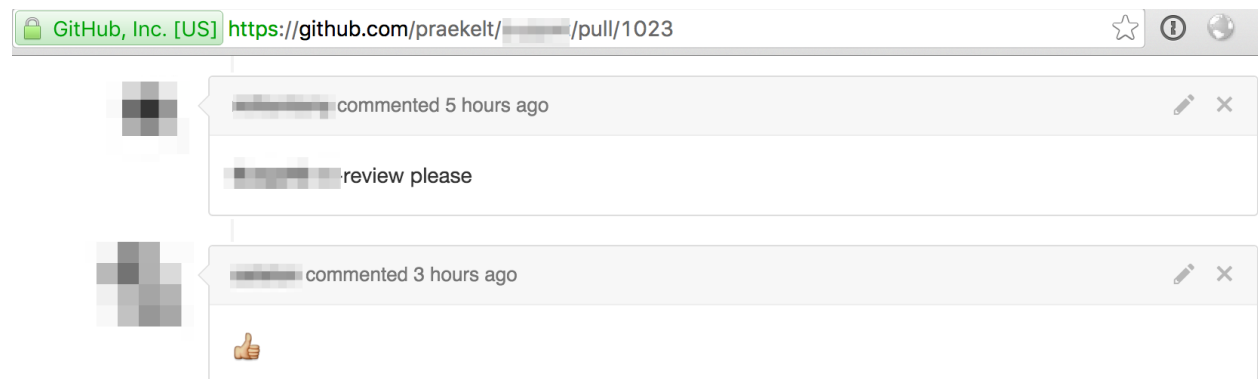 GitHub, Inc. [US] https://github.com/praekelt/ /pull/1023
commented 5 hours ago
-review please
commented 3 hours ago
👍